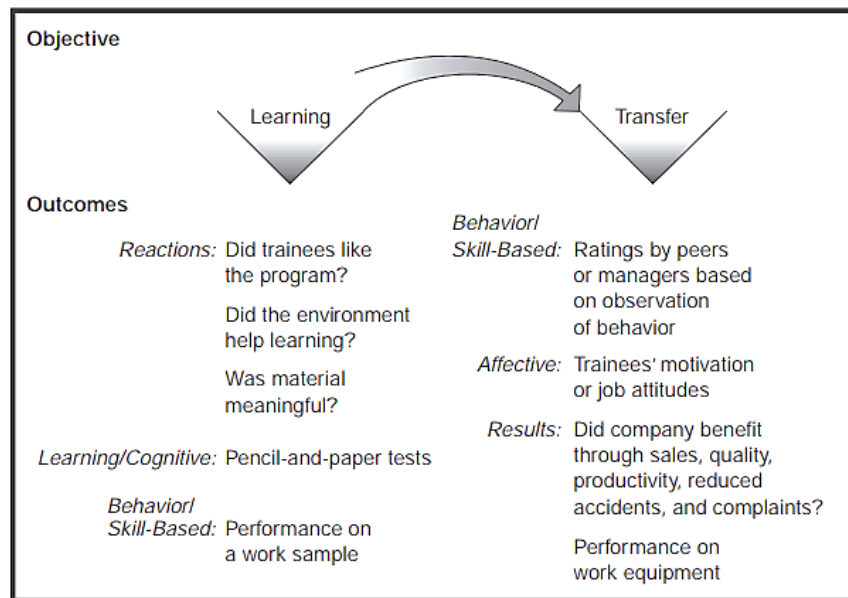 Objective
Learning
Transfer
Outcomes
Reactions: Did trainees like
the program?
Did the environment
help learning?
Was material
meaningful?
Learning/Cognitive: Pencil-and-paper tests
Behavior/
Skill-Based: Performance on
a work sample
Behavior/
Skill-Based: Ratings by peers
or managers based
on observation
of behavior
Affective: Trainees' motivation
or job attitudes
Results: Did company benefit
through sales, quality,
productivity, reduced
accidents, and complaints?
Performance on
work equipment